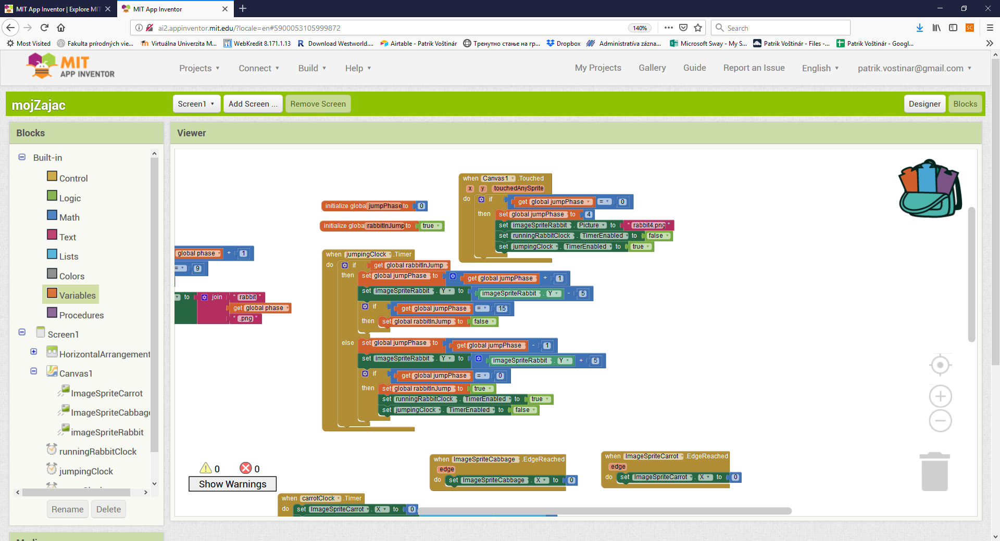 MIT App Inventor | Explore MIT
MIT App Inventor
ai2.appinventor.mit.edu/?locale=en#5900053105999872
140%
Search
Most Visited
Fakulta prírodných vie...
Virtuálna Univerzita M...
WebKredit 8.171.1.13
Download Westworld....
Airtable - Patrik Voštinár
Тренутно стање на гр...
Dropbox
Administratíva zázna...
Microsoft Sway - My S...
Patrik Voštinár - Files -...
Patrik Voštinár - Googl...
MIT
APP INVENTOR
Projects
Connect
Build
Help
My Projects
Gallery
Guide
Report an Issue
English
patrik.vostinar@gmail.com
mojZajac
Screen1
Add Screen ...
Remove Screen
Designer
Blocks
Blocks
Viewer
Built-in
Control
Logic
Math
Text
Lists
Colors
Variables
Procedures
Screen1
HorizontalArrangement
Canvas1
ImageSpriteCarrot
ImageSpriteCabbage
imageSpriteRabbit
runningRabbitClock
jumpingClock
Rename
Delete
when Canvas1 .Touched
x y touchedAnySprite
do if get global jumpPhase = 0
then set global jumpPhase to 4
set imageSpriteRabbit . Picture to " rabbit4.png "
set runningRabbitClock . TimerEnabled to false
set jumpingClock . TimerEnabled to true
initialize global jumpPhase to 0
initialize global rabbitInJump to true
global phase + 1
= 9
to join " rabbit "
get global phase
" .png "
when jumpingClock .Timer
do if get global rabbitInJump
then set global jumpPhase to get global jumpPhase + 1
set imageSpriteRabbit . Y to imageSpriteRabbit . Y - 5
if get global jumpPhase = 15
then set global rabbitInJump to false
else set global jumpPhase to get global jumpPhase - 1
set imageSpriteRabbit . Y to imageSpriteRabbit . Y + 5
if get global jumpPhase = 0
then set global rabbitInJump to true
set runningRabbitClock . TimerEnabled to true
set jumpingClock . TimerEnabled to false
when ImageSpriteCabbage .EdgeReached
edge
do set ImageSpriteCabbage . X to 0
when ImageSpriteCarrot .EdgeReached
edge
do set ImageSpriteCarrot . X to 0
0 0
Show Warnings
when carrotClock .Timer
do set ImageSpriteCarrot . X to 0